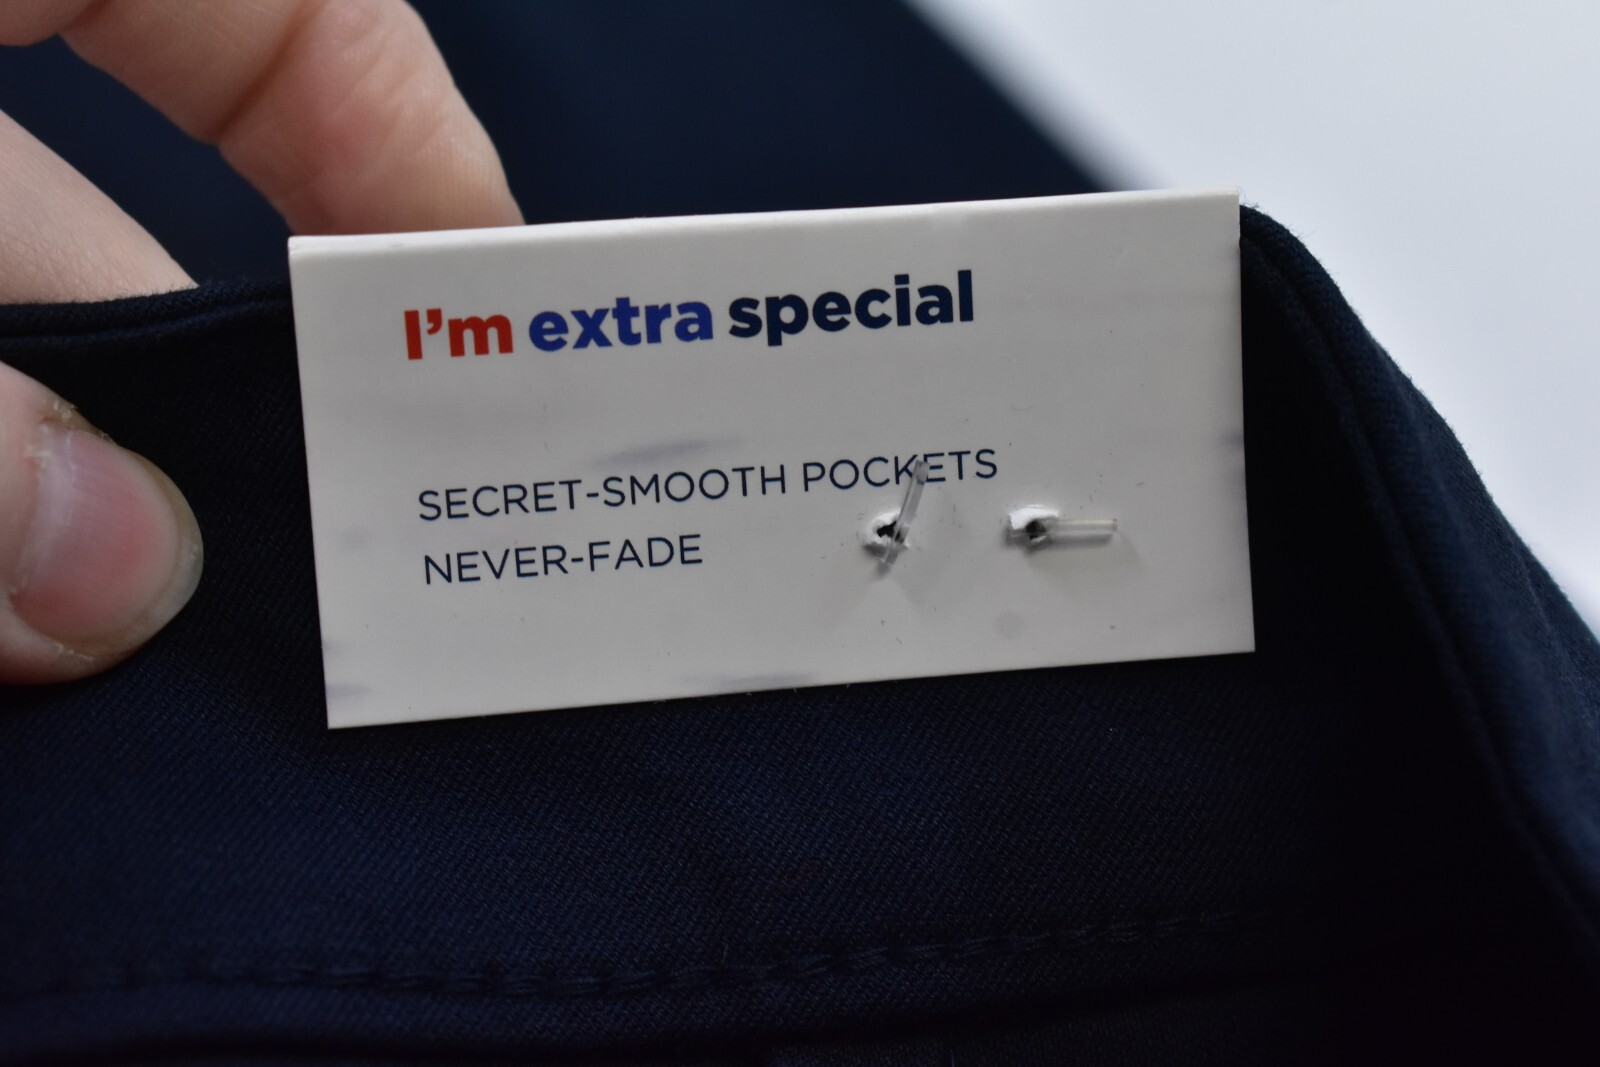 I’m extra special
SECRET-SMOOTH POCKETS
NEVER-FADE